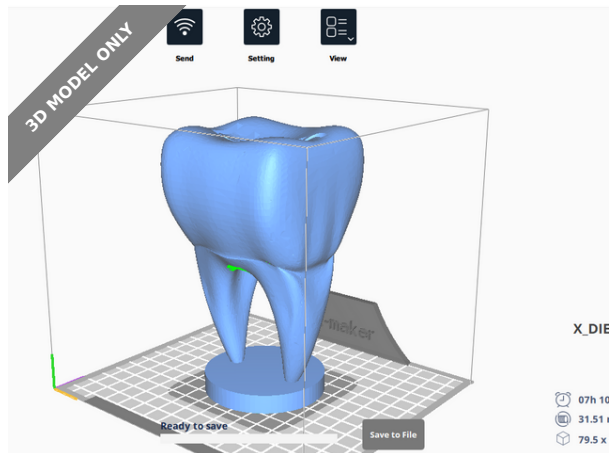 3D MODEL ONLY
Send
Setting
View
-maker
X_DIE
07h 10
31.51
79.5 x
Ready to save
Save to File